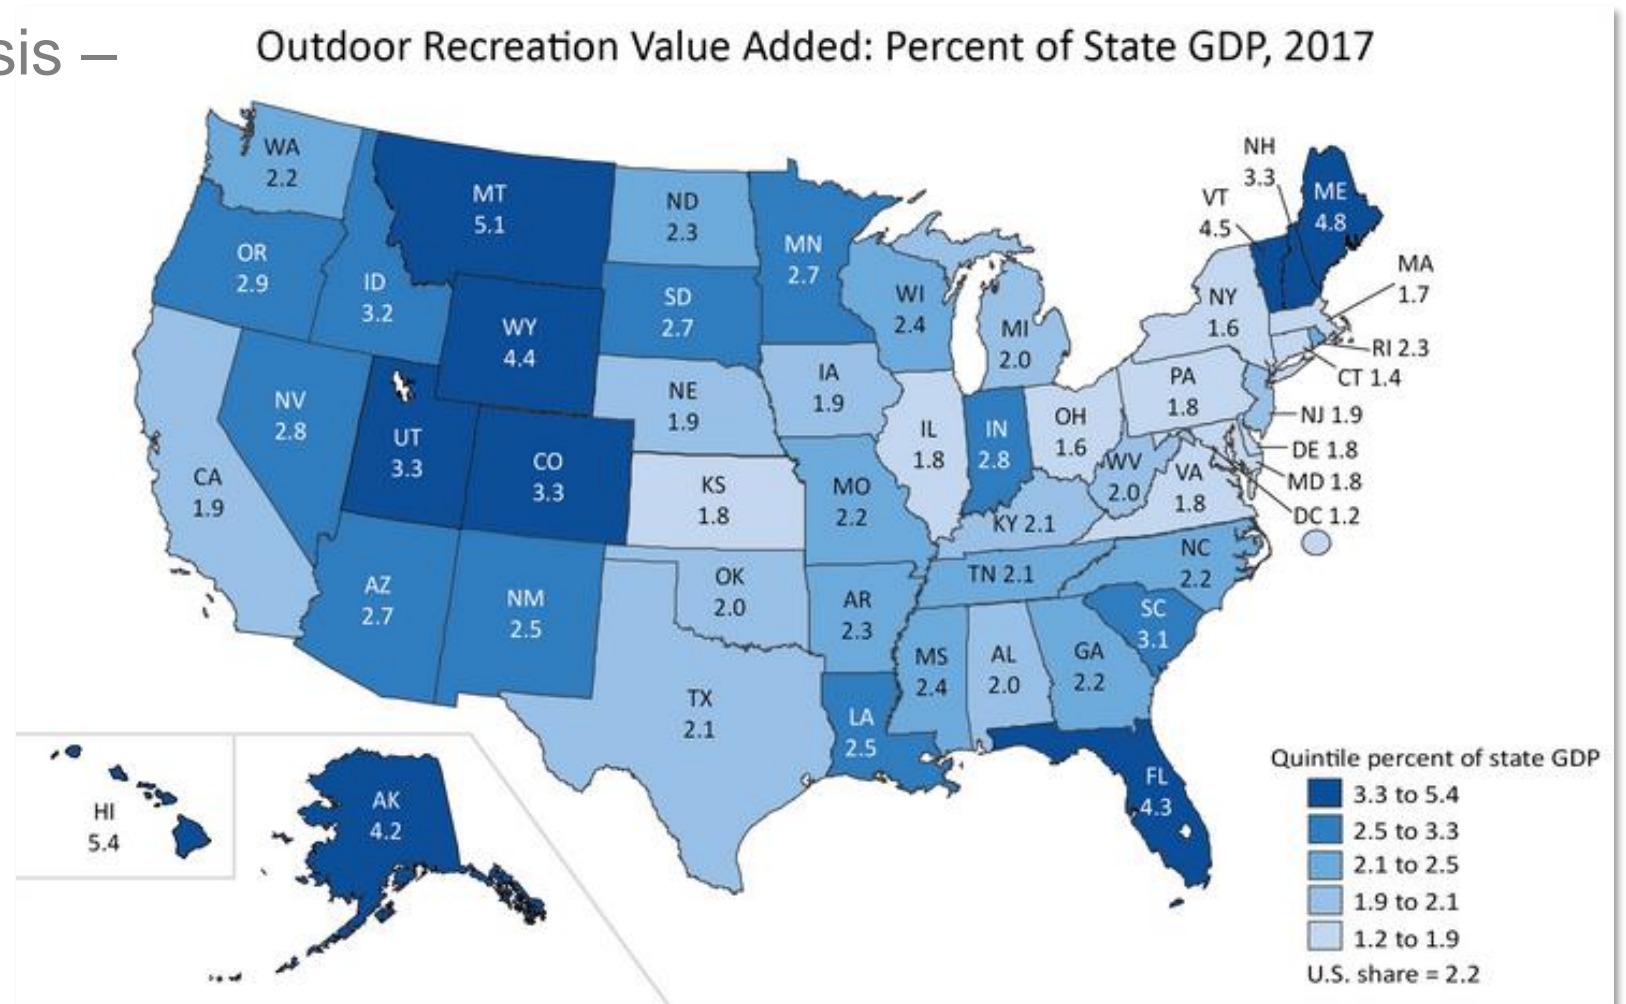 sis –
Outdoor Recreation Value Added: Percent of State GDP, 2017
WA
2.2
MT
5.1
ND
2.3
MN
2.7
NH
3.3
VT
4.5
ME
4.8
OR
2.9
ID
3.2
WY
4.4
SD
2.7
WI
2.4
MI
2.0
NY
1.6
MA
1.7
RI 2.3
CT 1.4
NV
2.8
UT
3.3
CO
3.3
NE
1.9
IA
1.9
IL
1.8
IN
2.8
OH
1.6
PA
1.8
NJ 1.9
DE 1.8
MD 1.8
DC 1.2
CA
1.9
KS
1.8
MO
2.2
KY 2.1
WV
2.0
VA
1.8
AZ
2.7
NM
2.5
OK
2.0
AR
2.3
TN 2.1
NC
2.2
SC
3.1
TX
2.1
LA
2.5
MS
2.4
AL
2.0
GA
2.2
FL
4.3
HI
5.4
AK
4.2
Quintile percent of state GDP
3.3 to 5.4
2.5 to 3.3
2.1 to 2.5
1.9 to 2.1
1.2 to 1.9
U.S. share = 2.2